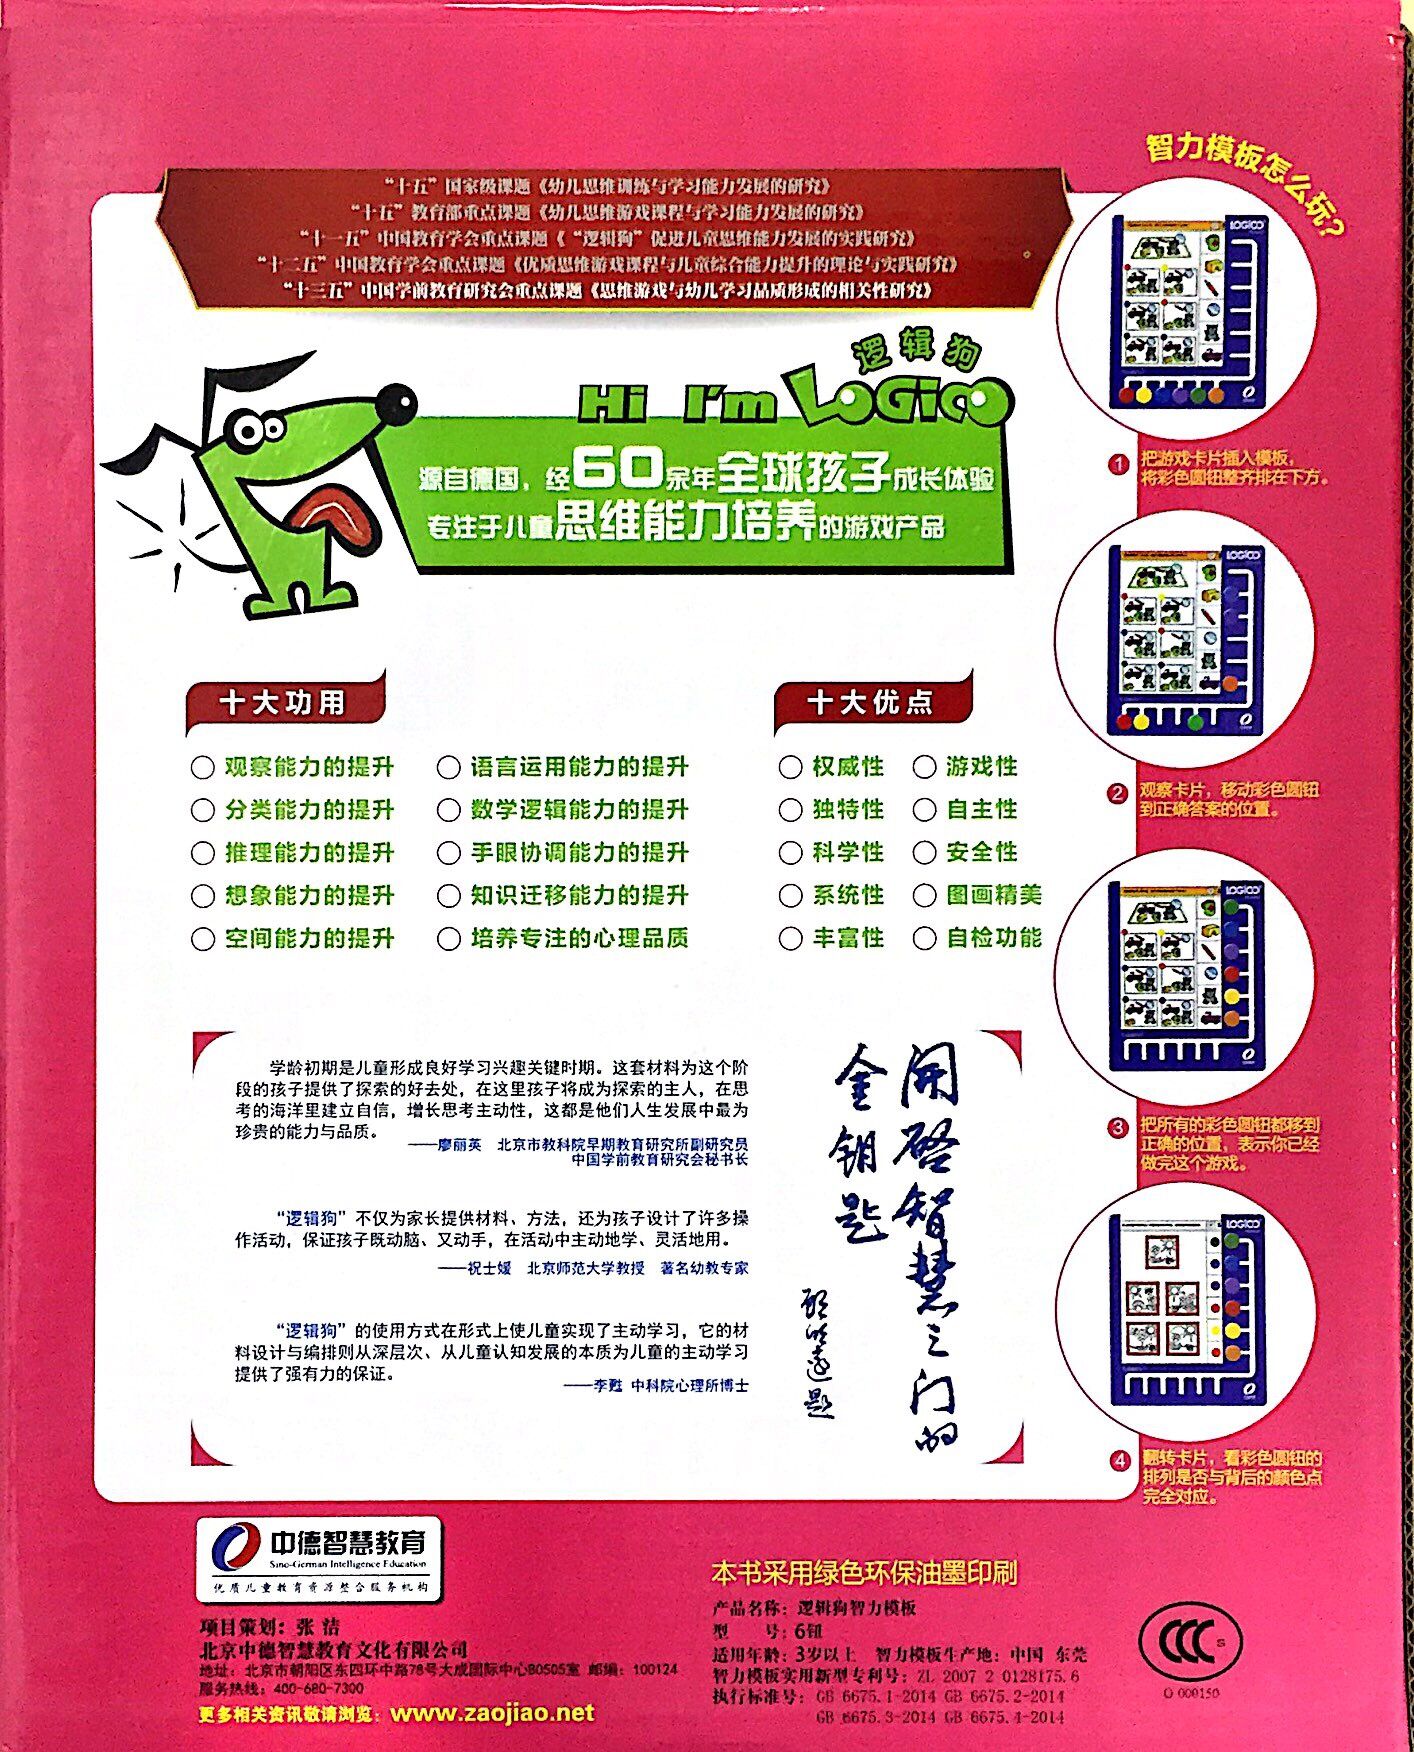 “十五”国家级课题《幼儿思维训练与学习能力发展的研究》
“十五”教育部重点课题《幼儿思维游戏课程与学习能力发展的研究》
“十一五”中国教育学会重点课题《“逻辑狗”促进儿童思维能力发展的实践研究》
“十二五”中国教育学会重点课题《优质思维游戏课程与儿童综合能力提升的理论与实践研究》
“十三五”中国学前教育研究会重点课题《思维游戏与幼儿学习品质形成的相关性研究》
逻辑狗
Hi I'm LOGICO
源自德国，经60余年全球孩子成长体验
专注于儿童思维能力培养的游戏产品
十大功用
观察能力的提升 语言运用能力的提升
分类能力的提升 数学逻辑能力的提升
推理能力的提升 手眼协调能力的提升
想象能力的提升 知识迁移能力的提升
空间能力的提升 培养专注的心理品质
十大优点
权威性 游戏性
独特性 自主性
科学性 安全性
系统性 图画精美
丰富性 自检功能
学龄初期是儿童形成良好学习兴趣关键时期。这套材料为这个阶
段的孩子提供了探索的好去处，在这里孩子将成为探索的主人，在思
考的海洋里建立自信，增长思考主动性，这都是他们人生发展中最为
珍贵的能力与品质。
——廖丽英 北京市教科院早期教育研究所副研究员
中国学前教育研究会秘书长
“逻辑狗”不仅为家长提供材料、方法，还为孩子设计了许多操
作活动，保证孩子既动脑、又动手，在活动中主动地学、灵活地用。
——祝士媛 北京师范大学教授 著名幼教专家
“逻辑狗”的使用方式在形式上使儿童实现了主动学习，它的材
料设计与编排则从深层次、从儿童认知发展的本质为儿童的主动学习
提供了强有力的保证。
——李甦 中科院心理所博士
开启智慧之门的
金钥匙
顾明远题
智力模板怎么玩？
LOGICO
1 把游戏卡片插入模板，
将彩色圆钮整齐排在下方。
LOGICO
2 观察卡片，移动彩色圆钮
到正确答案的位置。
LOGICO
3 把所有的彩色圆钮都移到
正确的位置，表示你已经
做完这个游戏。
LOGICO
4 翻转卡片，看彩色圆钮的
排列是否与背后的颜色点
完全对应。
中德智慧教育
Sino-German Intelligence Education
优质儿童教育资源整合服务机构
项目策划：张 洁
北京中德智慧教育文化有限公司
地址：北京市朝阳区东四环中路78号大成国际中心B0505室 邮编：100124
服务热线：400-680-7300
更多相关资讯敬请浏览：www.zaojiao.net
本书采用绿色环保油墨印刷
产品名称：逻辑狗智力模板
型 号：6钮
适用年龄：3岁以上 智力模板生产地：中国 东莞
智力模板实用新型专利号：ZL 2007 2 0128175.6
执行标准号：GB 6675.1-2014 GB 6675.2-2014
GB 6675.3-2014 GB 6675.4-2014
CCC S